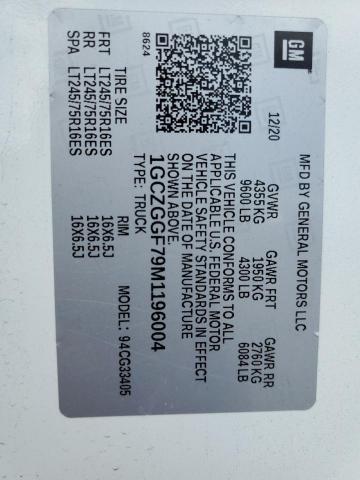 GM
MFD BY GENERAL MOTORS LLC
12/20 GVWR GAWR FRT GAWR RR
4355 KG 1950 KG 2760 KG
9600 LB 4300 LB 6084 LB
THIS VEHICLE CONFORMS TO ALL
APPLICABLE U.S. FEDERAL MOTOR
VEHICLE SAFETY STANDARDS IN EFFECT
ON THE DATE OF MANUFACTURE
SHOWN ABOVE.
1GCZGGF79M1196004
TYPE: TRUCK MODEL: 94CG33405
8624
TIRE SIZE RIM
FRT LT245/75R16ES 16X6.5J
RR LT245/75R16ES 16X6.5J
SPA LT245/75R16ES 16X6.5J